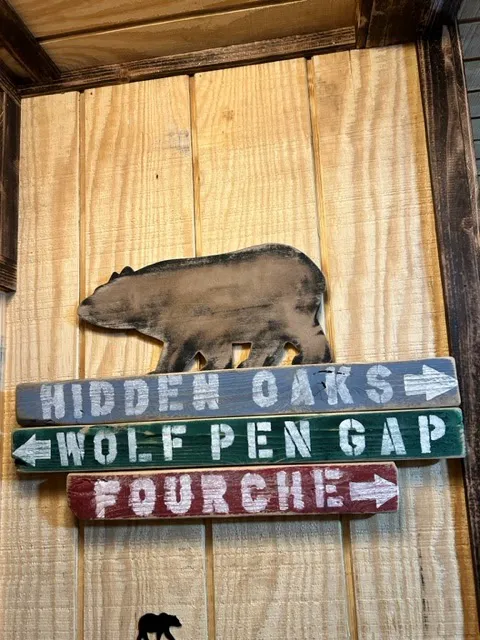 HIDDEN OAKS
WOLF PEN GAP
FOURCHE